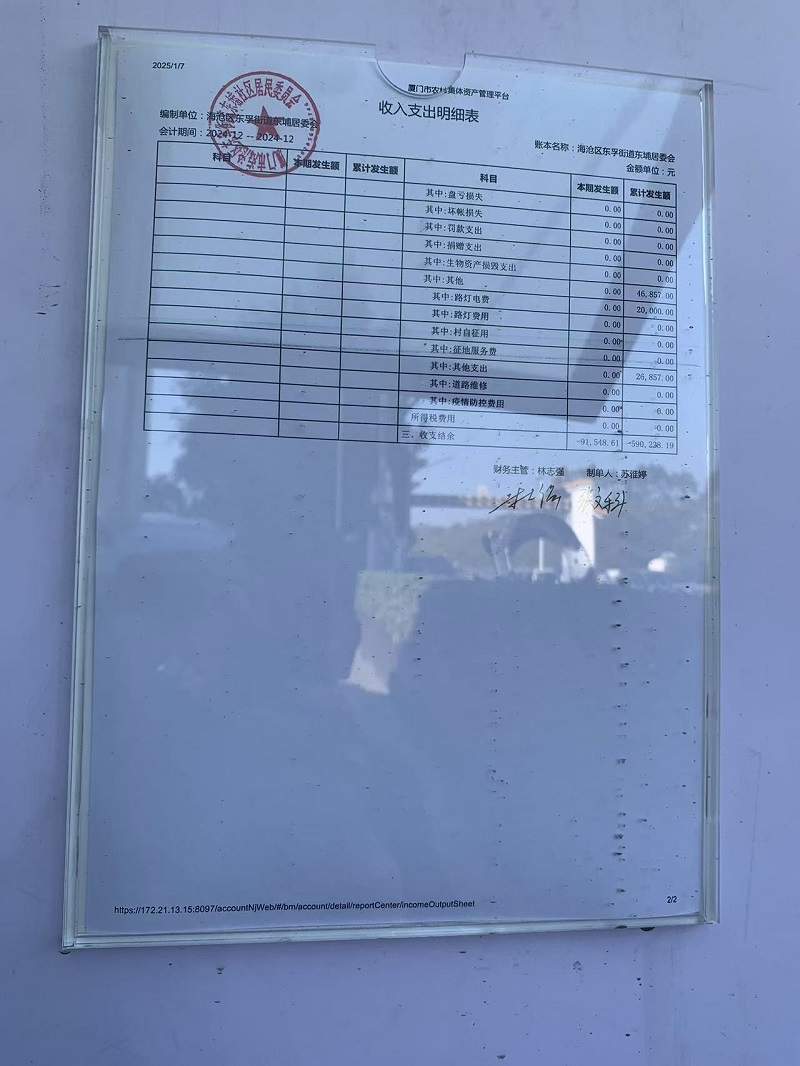 2025/1/7
厦门市农村集体资产管理平台
收入支出明细表
编制单位：海沧区东孚街道东埔居委会
账本名称：海沧区东孚街道东埔居委会
会计期间：2024-12 -- 2024-12
金额单位：元
科目 本期发生额 累计发生额 科目 本期发生额 累计发生额
其中:盘亏损失 0.00 0.00
其中:坏帐损失 0.00 0.00
其中:罚款支出 0.00 0.00
其中:捐赠支出 0.00 0.00
其中:生物资产损毁支出 0.00 0.00
其中:其他 0.00 46,857.00
其中:路灯电费 0.00 20,000.00
其中:路灯费用 0.00 0.00
其中:村自征用 0.00 0.00
其中:征地服务费 0.00 0.00
其中:其他支出 0.00 26,857.00
其中:道路维修 0.00 0.00
其中:疫情防控费用 0.00 0.00
所得税费用 0.00 0.00
三、收支结余 -91,548.61 -590,238.19
财务主管：林志强 制单人：苏雅婷
https://172.21.13.15:8097/accountNjWeb/#/bm/account/detail/reportCenter/incomeOutputSheet
2/2